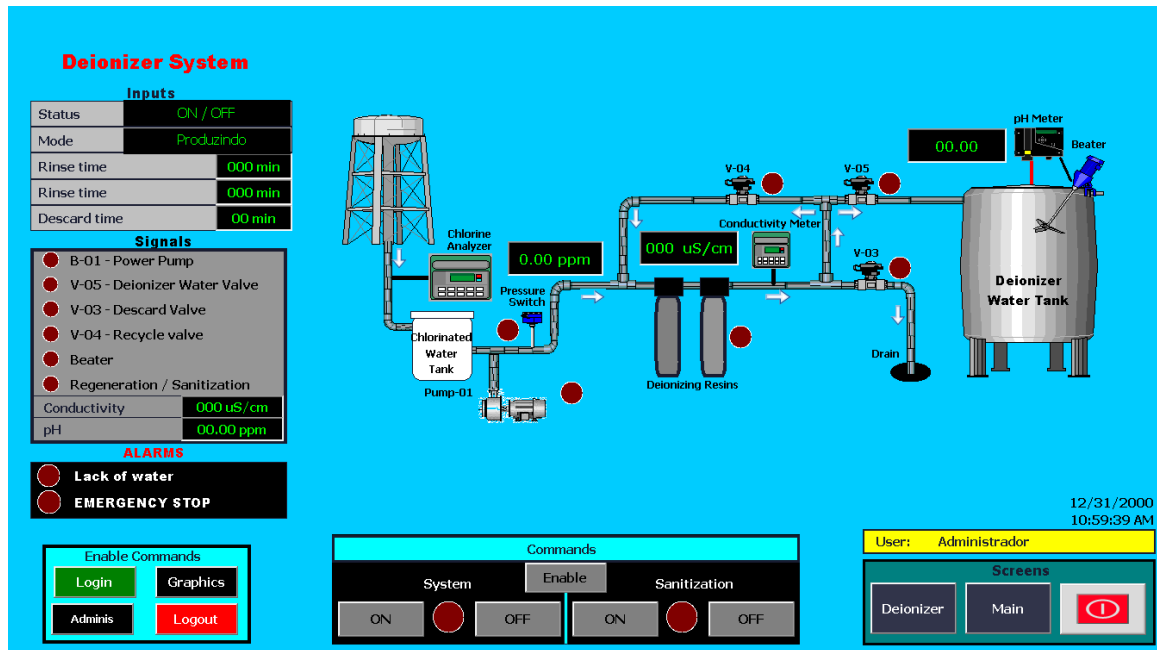 Deionizer System
Inputs
Status ON / OFF
Mode Produzindo
Rinse time 000 min
Rinse time 000 min
Descard time 00 min
Signals
B-01 - Power Pump
V-05 - Deionizer Water Valve
V-03 - Descard Valve
V-04 - Recycle valve
Beater
Regeneration / Sanitization
Conductivity 000 uS/cm
pH 00.00 ppm
ALARMS
Lack of water
EMERGENCY STOP
Enable Commands
Login Graphics
Adminis Logout
Chlorine
Analyzer
0.00 ppm
Pressure
Switch
Chlorinated
Water
Tank
Pump-01
V-04
V-05
Conductivity Meter
000 uS/cm
V-03
Deionizing Resins
Drain
00.00
pH Meter
Beater
Deionizer
Water Tank
Commands
Enable
System
ON OFF
Sanitization
ON OFF
12/31/2000
10:59:39 AM
User: Administrador
Screens
Deionizer Main